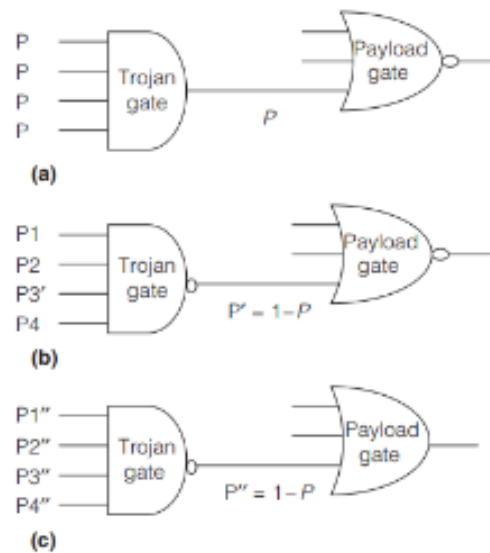 P
P
P
P
Trojan
gate
P
Payload
gate
(a)
P1
P2
P3'
P4
Trojan
gate
P' = 1−P
Payload
gate
(b)
P1''
P2''
P3''
P4''
Trojan
gate
P'' = 1−P
Payload
gate
(c)